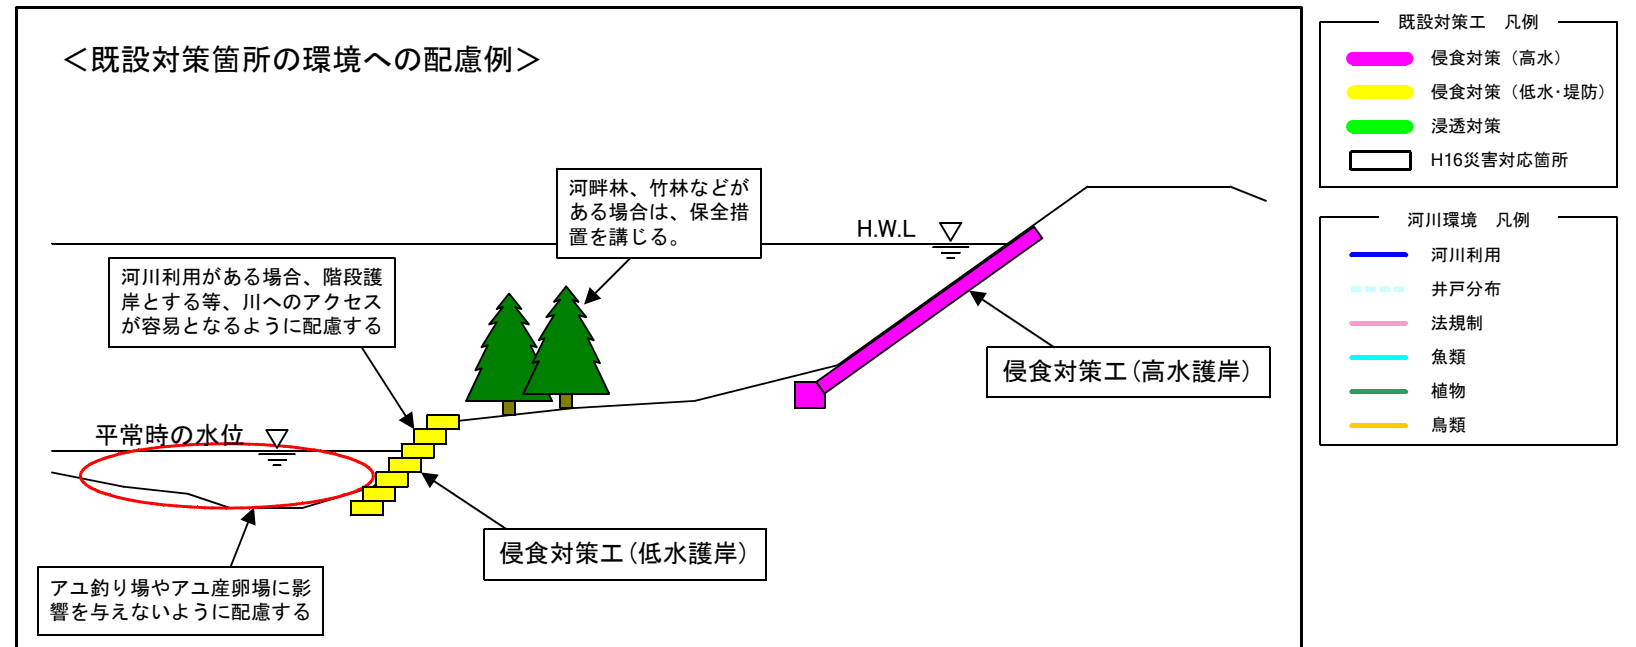 ＜既設対策箇所の環境への配慮例＞
河畔林、竹林などが
ある場合は、保全措
置を講じる。
H.W.L
河川利用がある場合、階段護
岸とする等、川へのアクセス
が容易となるように配慮する
侵食対策工（高水護岸）
平常時の水位
侵食対策工（低水護岸）
アユ釣り場やアユ産卵場に影
響を与えないように配慮する
既設対策工　凡例
侵食対策（高水）
侵食対策（低水・堤防）
浸透対策
H16災害対応箇所
河川環境　凡例
河川利用
井戸分布
法規制
魚類
植物
鳥類